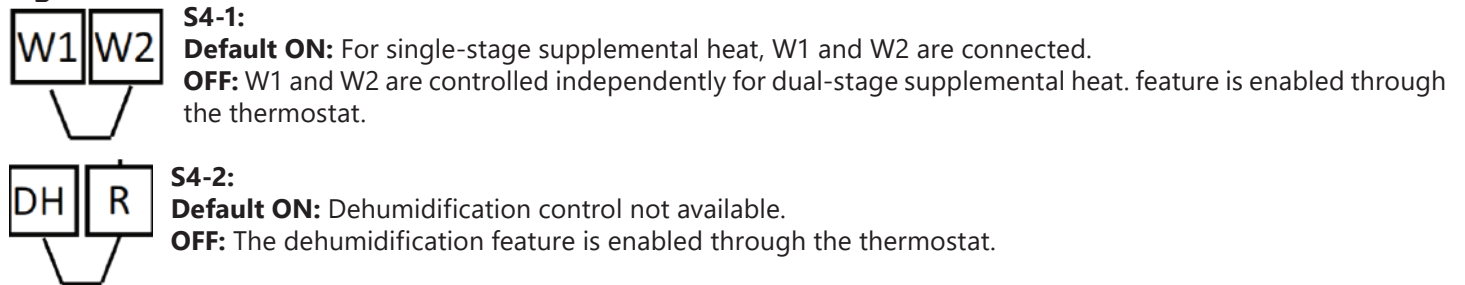 S4-1:
W1 W2
Default ON: For single-stage supplemental heat, W1 and W2 are connected.
OFF: W1 and W2 are controlled independently for dual-stage supplemental heat. feature is enabled through
the thermostat.
S4-2:
DH R
Default ON: Dehumidification control not available.
OFF: The dehumidification feature is enabled through the thermostat.